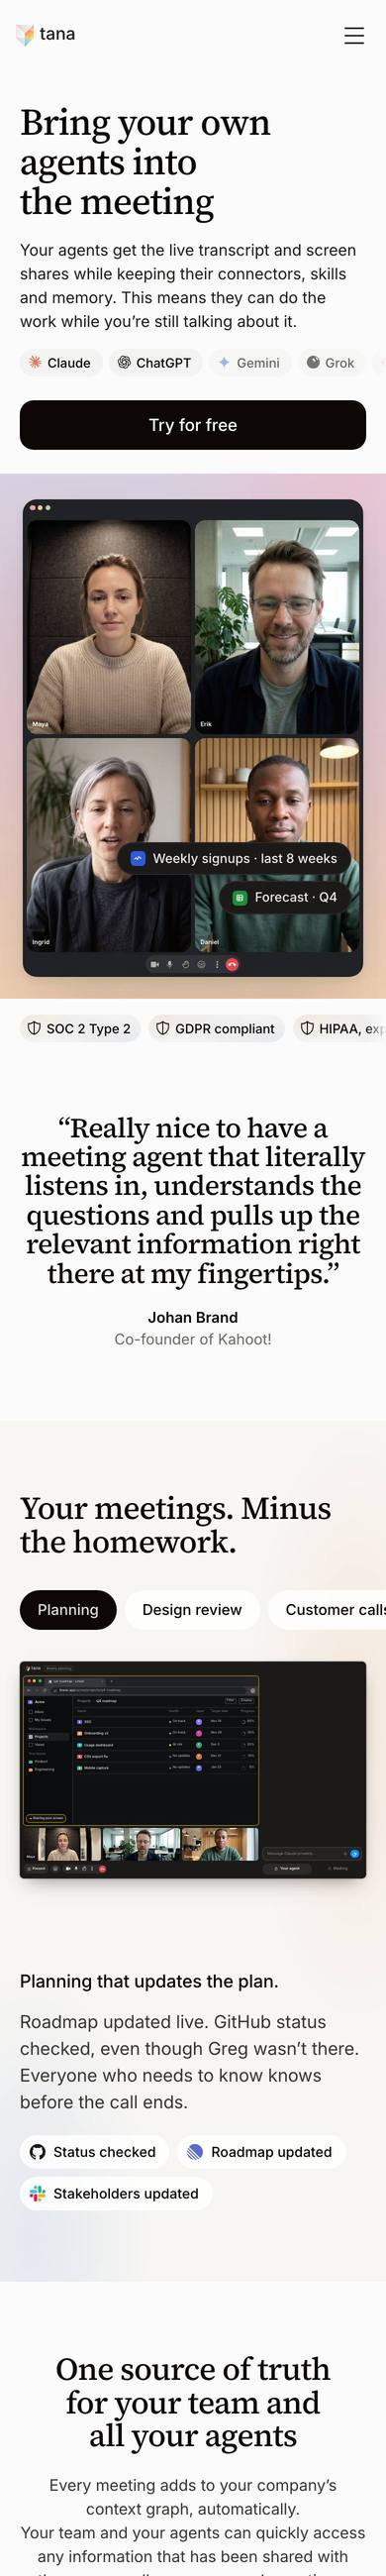 tana
Bring your own
agents into
the meeting
Your agents get the live transcript and screen
shares while keeping their connectors, skills
and memory. This means they can do the
work while you’re still talking about it.
Claude ChatGPT Gemini Grok
Try for free
Maya
Erik
Weekly signups · last 8 weeks
Forecast · Q4
Ingrid
Daniel
SOC 2 Type 2 GDPR compliant HIPAA, exp
“Really nice to have a
meeting agent that literally
listens in, understands the
questions and pulls up the
relevant information right
there at my fingertips.”
Johan Brand
Co-founder of Kahoot!
Your meetings. Minus
the homework.
Planning Design review Customer calls
tana
Projects
Planning that updates the plan.
Roadmap updated live. GitHub status
checked, even though Greg wasn’t there.
Everyone who needs to know knows
before the call ends.
Status checked Roadmap updated
Stakeholders updated
One source of truth
for your team and
all your agents
Every meeting adds to your company’s
context graph, automatically.
Your team and your agents can quickly access
any information that has been shared with